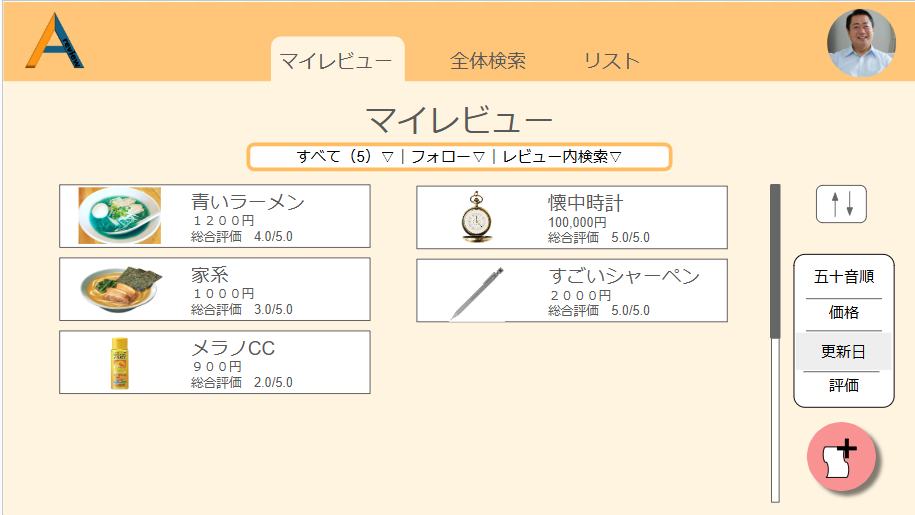 A
review
マイレビュー
全体検索
リスト
マイレビュー
すべて（5）▽｜フォロー▽｜レビュー内検索▽
青いラーメン
１２００円
総合評価　4.0/5.0
家系
１０００円
総合評価　3.0/5.0
メラノCC
９００円
総合評価　2.0/5.0
懐中時計
100,000円
総合評価　5.0/5.0
すごいシャーペン
２０００円
総合評価　5.0/5.0
↑↓
五十音順
価格
更新日
評価